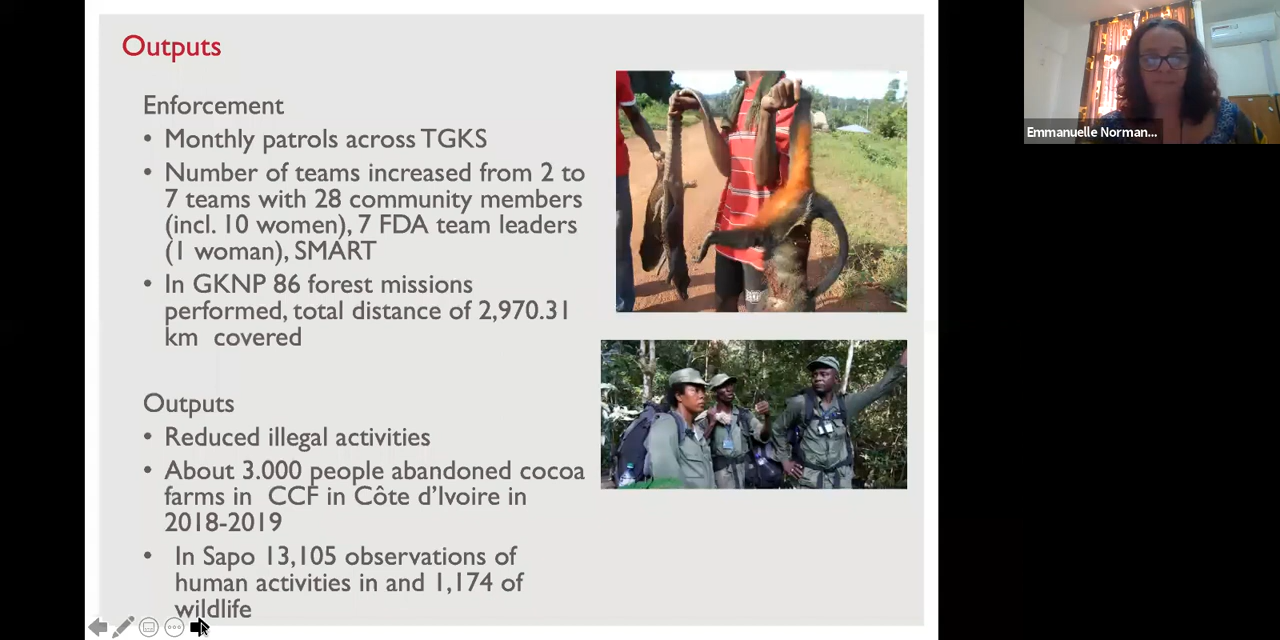 Outputs
Enforcement
• Monthly patrols across TGKS
• Number of teams increased from 2 to
7 teams with 28 community members
(incl. 10 women), 7 FDA team leaders
(1 woman), SMART
• In GKNP 86 forest missions
performed, total distance of 2,970.31
km covered
Outputs
• Reduced illegal activities
• About 3.000 people abandoned cocoa
farms in CCF in Côte d'Ivoire in
2018-2019
• In Sapo 13,105 observations of
human activities in and 1,174 of
wildlife
Emmanuelle Norman...